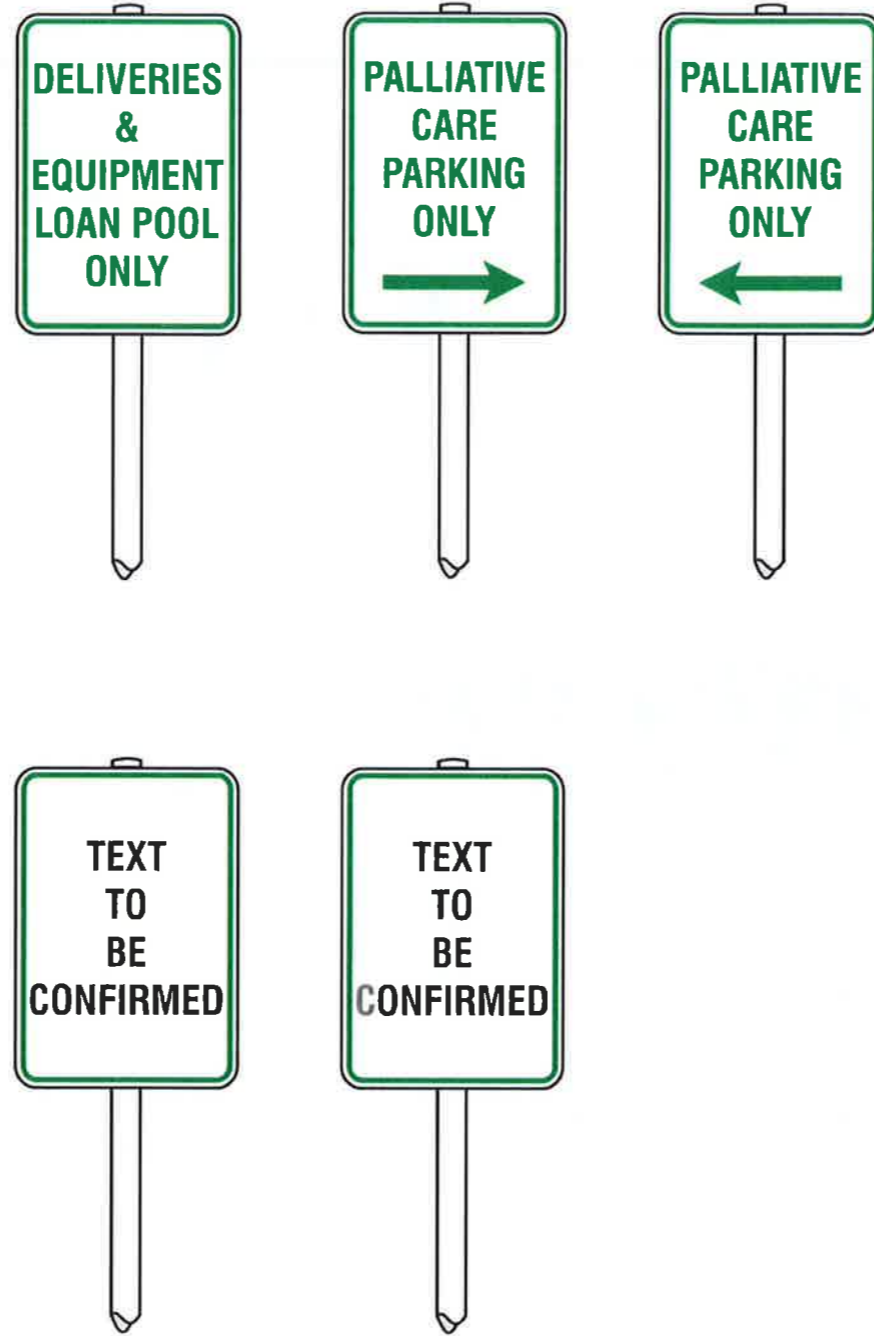 DELIVERIES
&
EQUIPMENT
LOAN POOL
ONLY
PALLIATIVE
CARE
PARKING
ONLY
PALLIATIVE
CARE
PARKING
ONLY
TEXT
TO
BE
CONFIRMED
TEXT
TO
BE
CONFIRMED